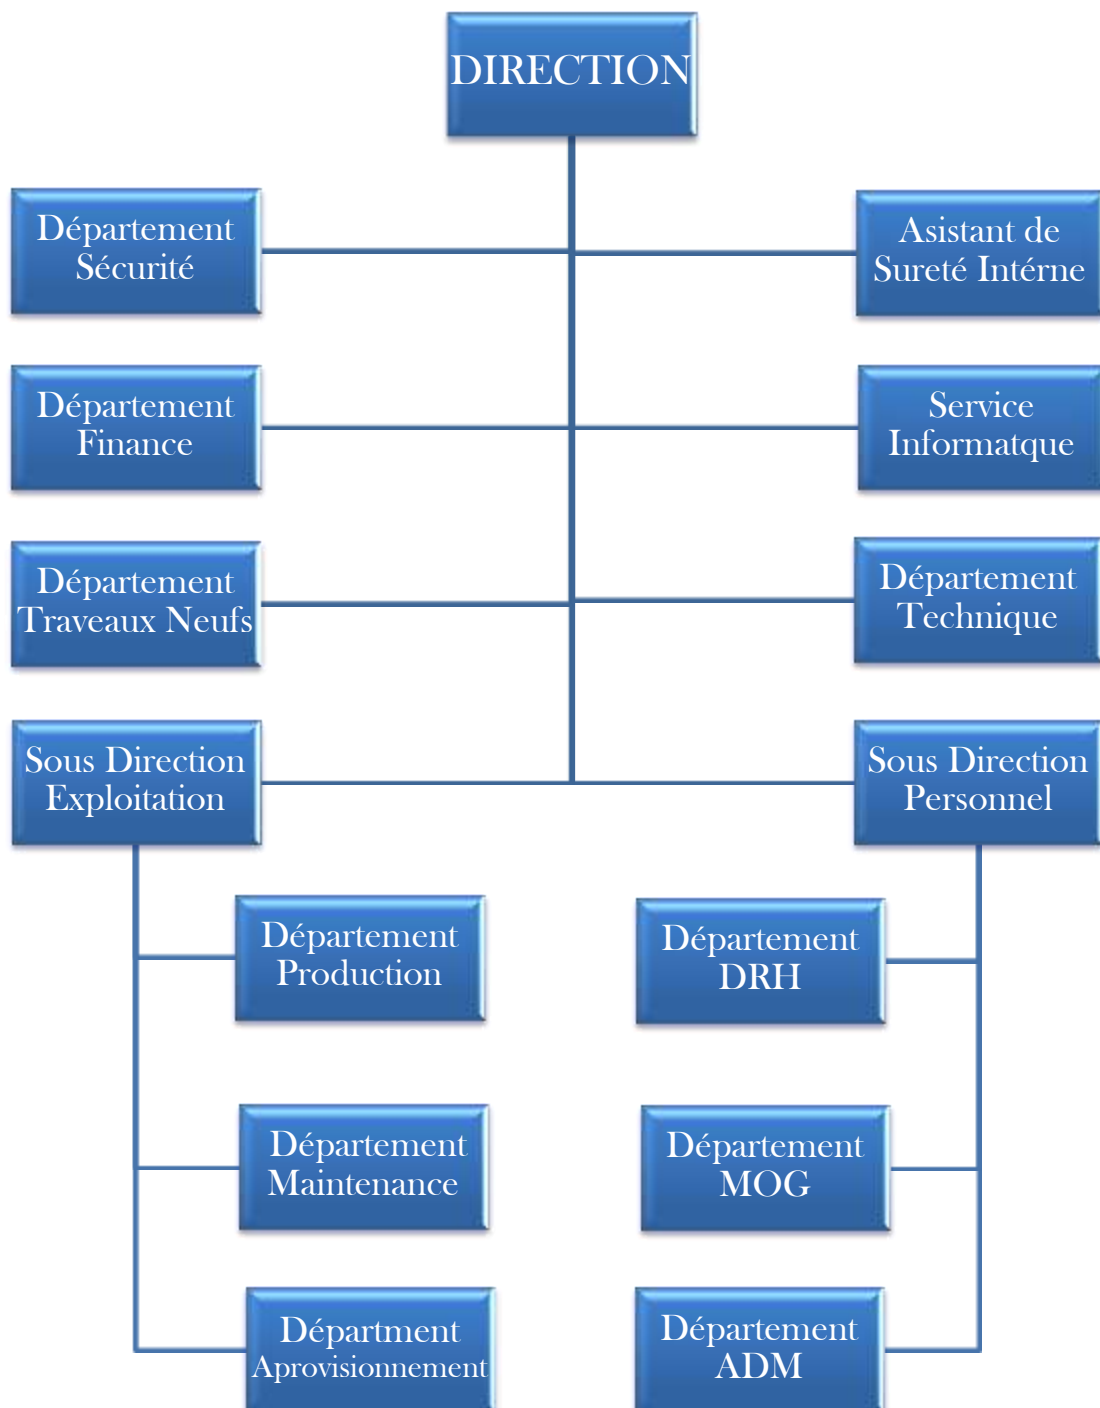 DIRECTION
Département
Sécurité
Asistant de
Sureté Intérne
Département
Finance
Service
Informatque
Département
Traveaux Neufs
Département
Technique
Sous Direction
Exploitation
Sous Direction
Personnel
Département
Production
Département
DRH
Département
Maintenance
Département
MOG
Départment
Aprovisionnement
Département
ADM